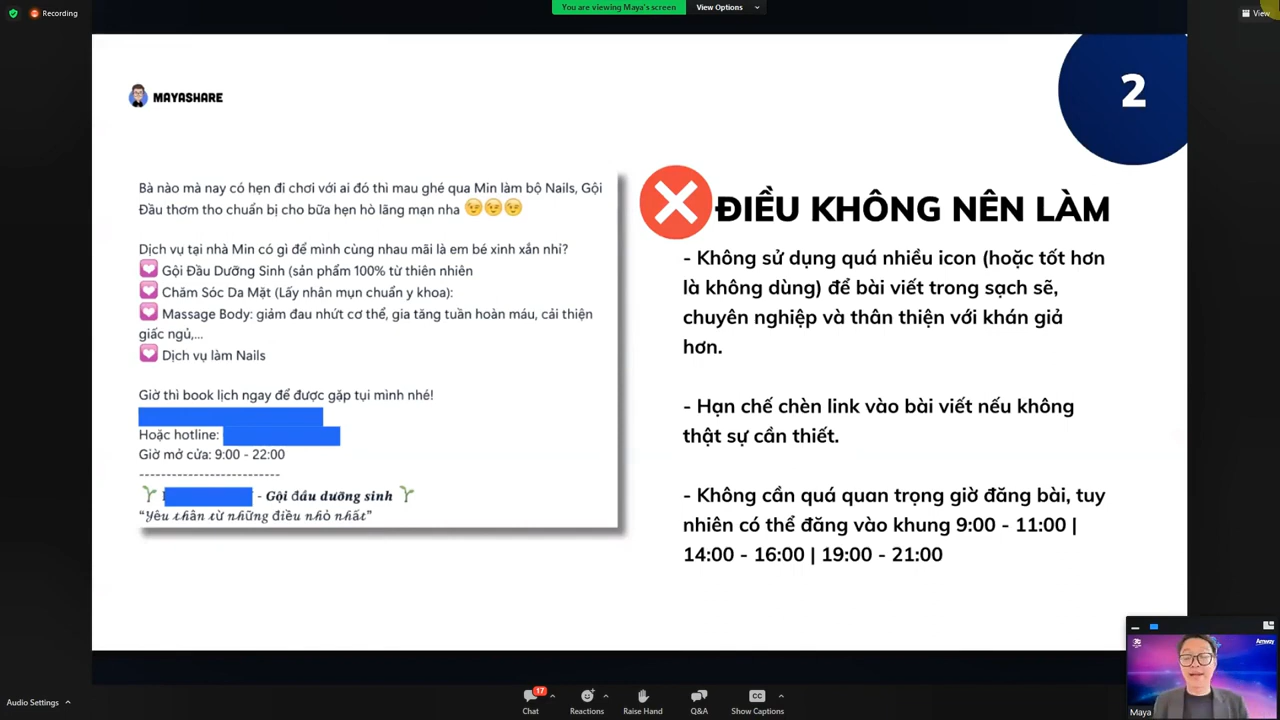 Recording
You are viewing Maya's screen
View Options
View
MAYASHARE
2
Bà nào mà nay có hẹn đi chơi với ai đó thì mau ghé qua Min làm bộ Nails, Gội
Đầu thơm tho chuẩn bị cho bữa hẹn hò lãng mạn nha 😉😉😉
Dịch vụ tại nhà Min có gì để mình cùng nhau mãi là em bé xinh xắn nhỉ?
💟 Gội Đầu Dưỡng Sinh (sản phẩm 100% từ thiên nhiên
💟 Chăm Sóc Da Mặt (Lấy nhân mụn chuẩn y khoa):
💟 Massage Body: giảm đau nhứt cơ thể, gia tăng tuần hoàn máu, cải thiện
giấc ngủ,...
💟 Dịch vụ làm Nails
Giờ thì book lịch ngay để được gặp tụi mình nhé!
Hoặc hotline:
Giờ mở cửa: 9:00 - 22:00
--------------------------
- Gội đầu dưỡng sinh
“Yêu thân từ những điều nhỏ nhất”
ĐIỀU KHÔNG NÊN LÀM
- Không sử dụng quá nhiều icon (hoặc tốt hơn
là không dùng) để bài viết trong sạch sẽ,
chuyên nghiệp và thân thiện với khán giả
hơn.
- Hạn chế chèn link vào bài viết nếu không
thật sự cần thiết.
- Không cần quá quan trọng giờ đăng bài, tuy
nhiên có thể đăng vào khung 9:00 - 11:00 |
14:00 - 16:00 | 19:00 - 21:00
Amway
Maya
Audio Settings
17
Chat
Reactions
Raise Hand
Q&A
CC
Show Captions